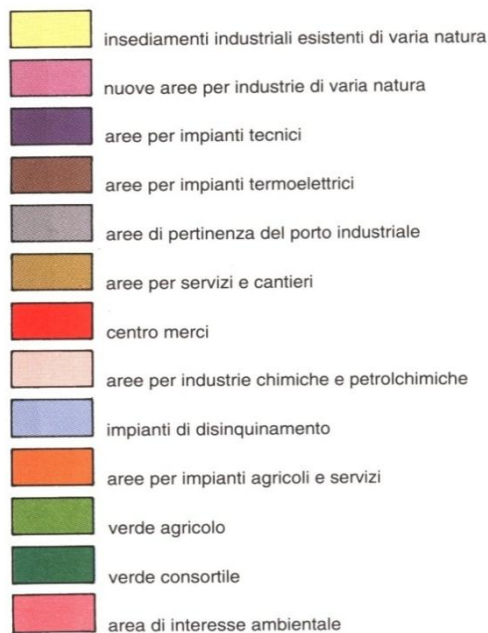 insediamenti industriali esistenti di varia natura
nuove aree per industrie di varia natura
aree per impianti tecnici
aree per impianti termoelettrici
aree di pertinenza del porto industriale
aree per servizi e cantieri
centro merci
aree per industrie chimiche e petrolchimiche
impianti di disinquinamento
aree per impianti agricoli e servizi
verde agricolo
verde consortile
area di interesse ambientale